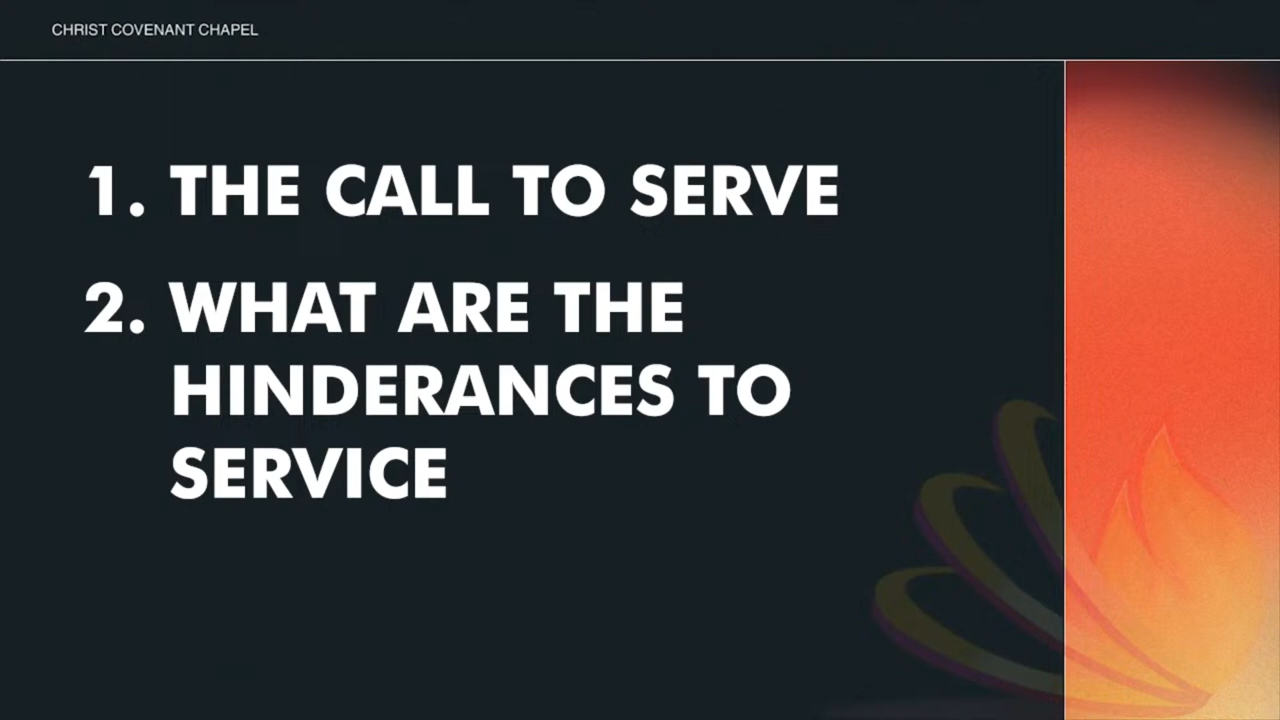 CHRIST COVENANT CHAPEL
1. THE CALL TO SERVE
2. WHAT ARE THE
HINDERANCES TO
SERVICE